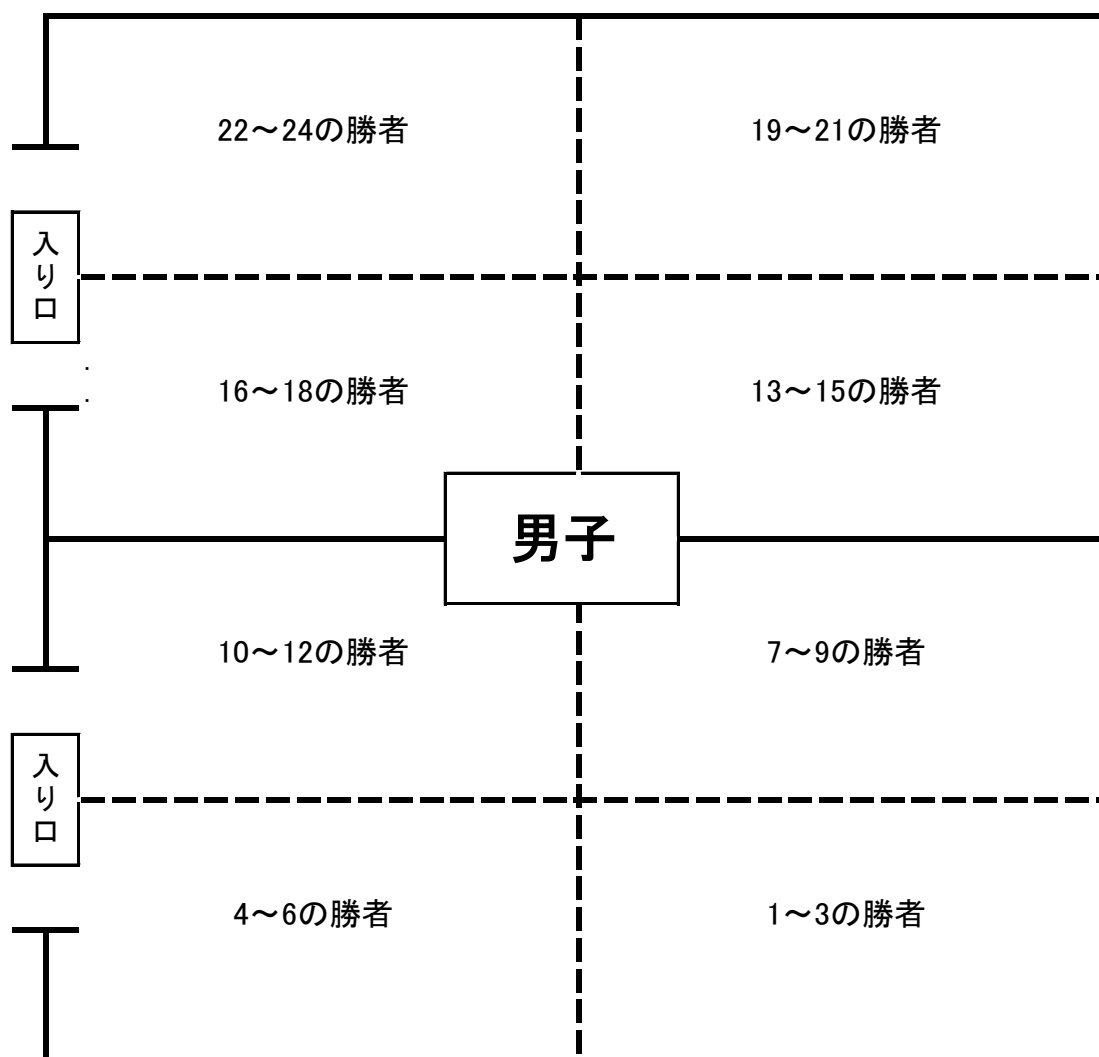 22～24の勝者
19～21の勝者
入り口
16～18の勝者
13～15の勝者
男子
10～12の勝者
7～9の勝者
入り口
4～6の勝者
1～3の勝者